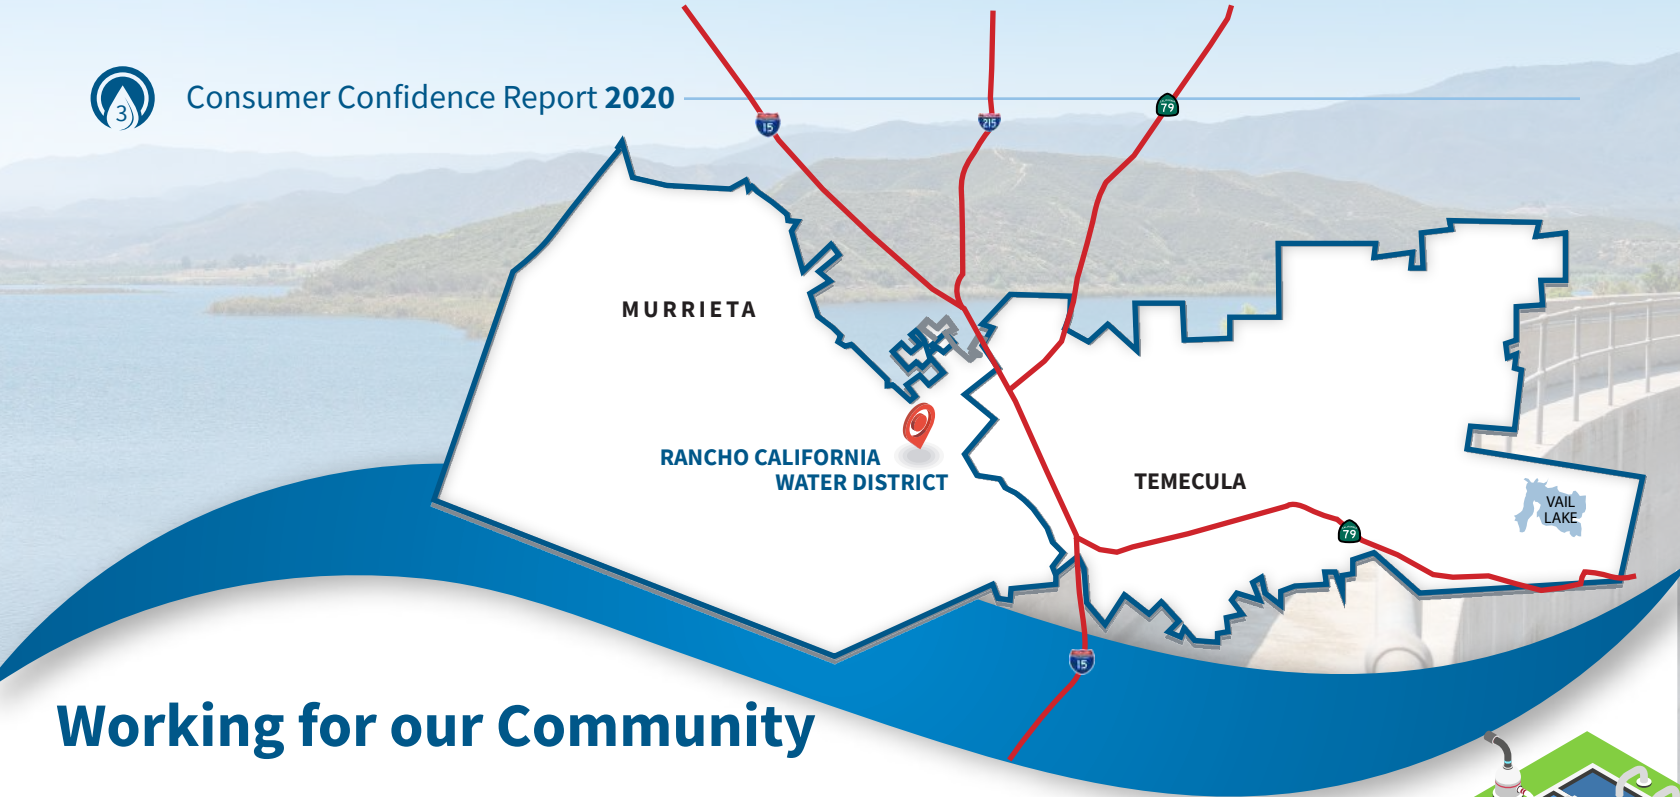 3
Consumer Confidence Report 2020
15
215
79
MURRIETA
RANCHO CALIFORNIA
WATER DISTRICT
TEMECULA
VAIL
LAKE
79
15
Working for our Community